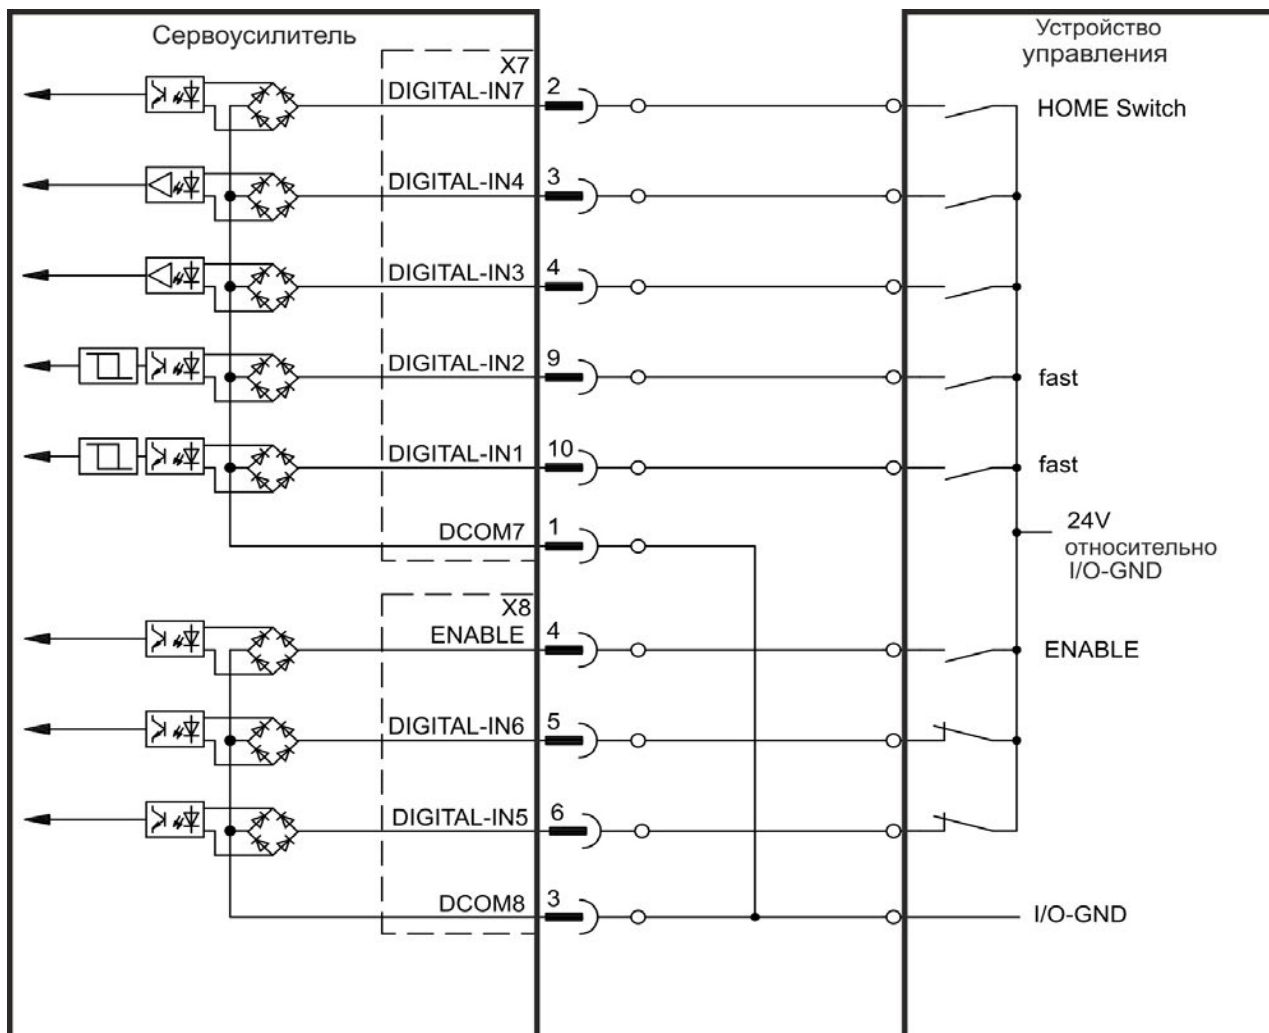 Сервоусилитель
Устройство
управления
X7
DIGITAL-IN7 2 HOME Switch
DIGITAL-IN4 3
DIGITAL-IN3 4
DIGITAL-IN2 9 fast
DIGITAL-IN1 10 fast
DCOM7 1
24V
относительно
I/O-GND
X8
ENABLE 4 ENABLE
DIGITAL-IN6 5
DIGITAL-IN5 6
DCOM8 3 I/O-GND